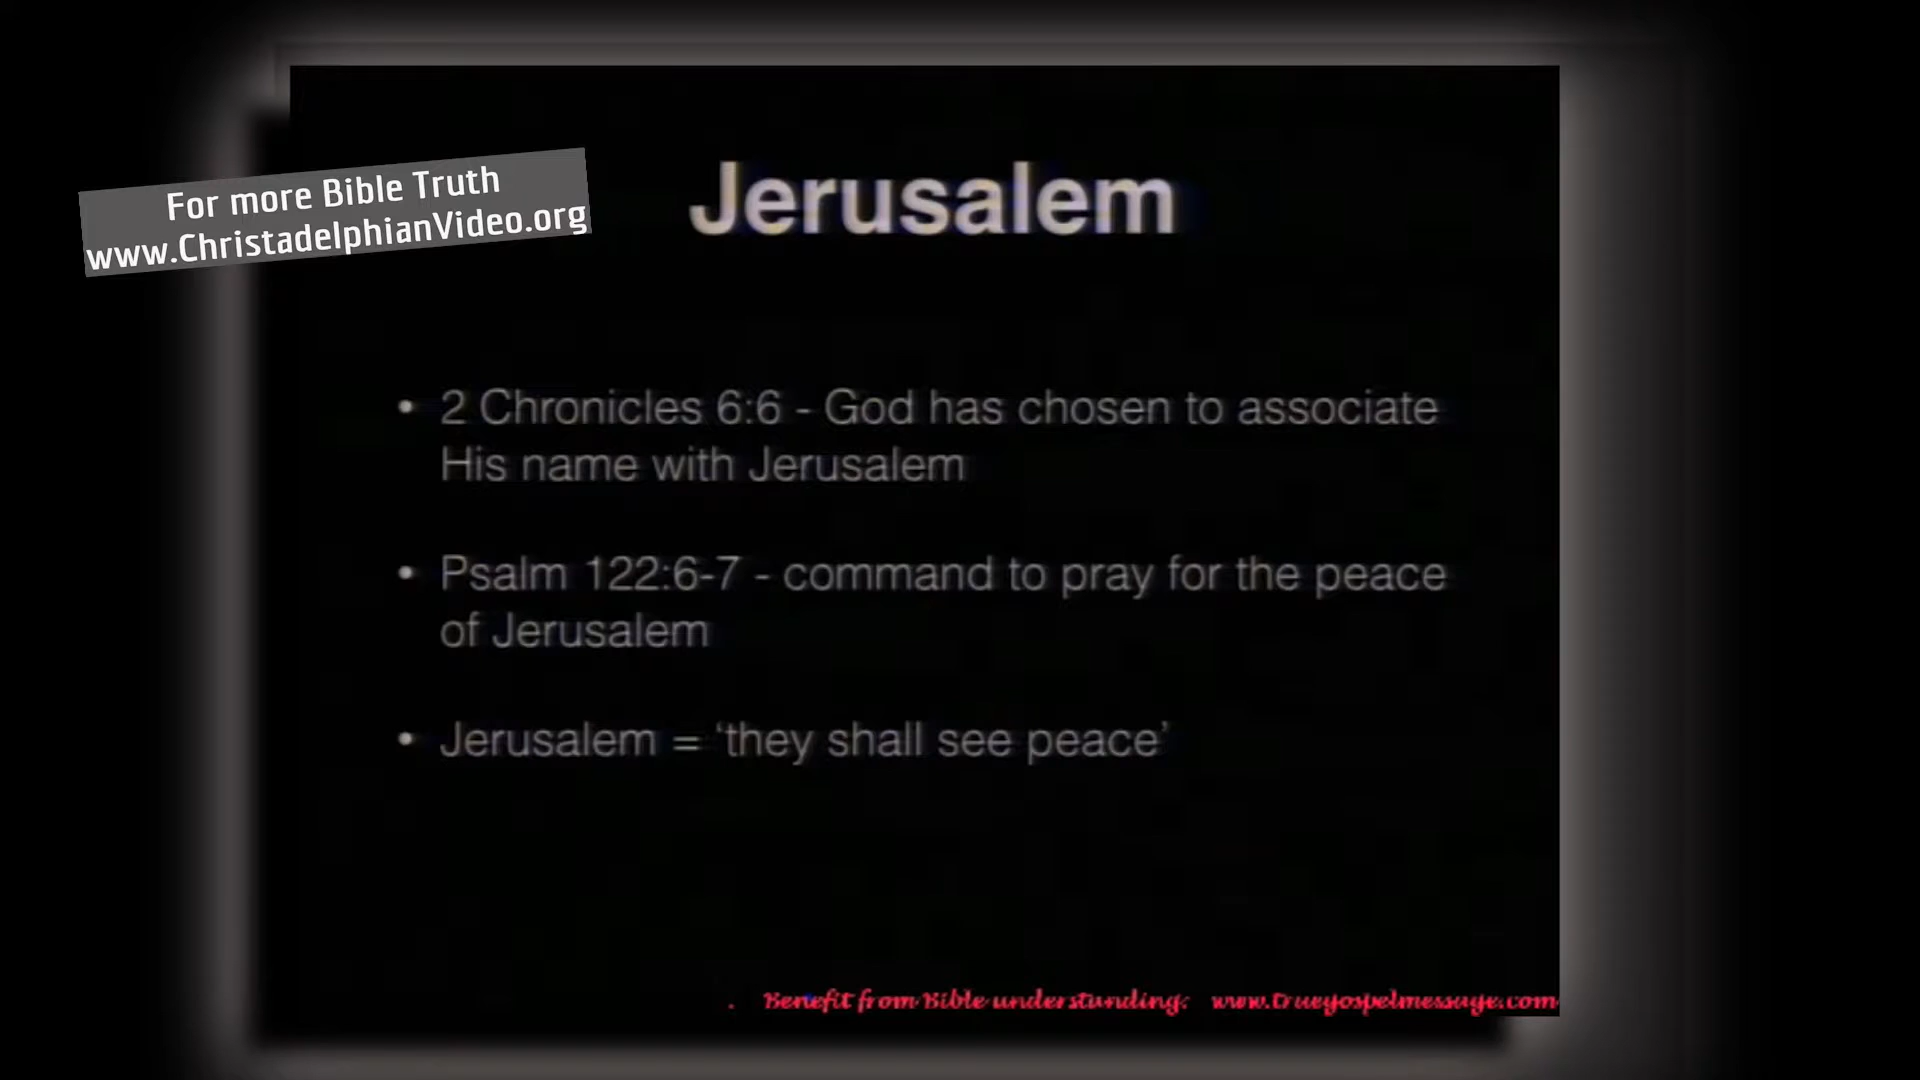 For more Bible Truth
www.ChristadelphianVideo.org
Jerusalem
• 2 Chronicles 6:6 - God has chosen to associate
His name with Jerusalem
• Psalm 122:6-7 - command to pray for the peace
of Jerusalem
• Jerusalem = ‘they shall see peace’
. Benefit from Bible understanding: www.truegospelmessage.com